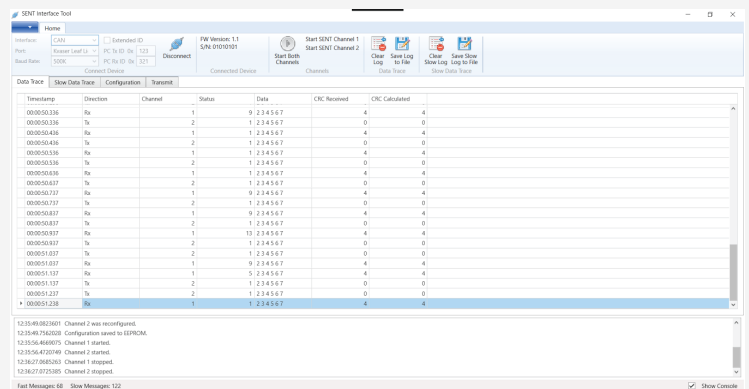 SENT Interface Tool
Home
Interface: CAN Extended ID
Port: Kvaser Leaf Li PC Tx ID 0x 123
Baud Rate: 500K PC Rx ID 0x 321
Disconnect
Connect Device
FW Version: 1.1
S/N: 01010101
Connected Device
Start Both Channels
Start SENT Channel 1
Start SENT Channel 2
Channels
Clear Log
Save Log to File
Data Trace
Clear Slow Log
Save Slow Log to File
Slow Data Trace
Data Trace Slow Data Trace Configuration Transmit
Timestamp Direction Channel Status Data CRC Received CRC Calculated
00:00:50.336 Rx 1 9 2 3 4 5 6 7 4 4
00:00:50.336 Tx 2 1 2 3 4 5 6 7 0 0
00:00:50.436 Rx 1 1 2 3 4 5 6 7 4 4
00:00:50.436 Tx 2 1 2 3 4 5 6 7 0 0
00:00:50.536 Rx 1 1 2 3 4 5 6 7 4 4
00:00:50.536 Tx 2 1 2 3 4 5 6 7 0 0
00:00:50.636 Rx 1 1 2 3 4 5 6 7 4 4
00:00:50.637 Tx 2 1 2 3 4 5 6 7 0 0
00:00:50.737 Rx 1 9 2 3 4 5 6 7 4 4
00:00:50.737 Tx 2 1 2 3 4 5 6 7 0 0
00:00:50.837 Rx 1 9 2 3 4 5 6 7 4 4
00:00:50.837 Tx 2 1 2 3 4 5 6 7 0 0
00:00:50.937 Rx 1 13 2 3 4 5 6 7 4 4
00:00:50.937 Tx 2 1 2 3 4 5 6 7 0 0
00:00:51.037 Rx 1 9 2 3 4 5 6 7 4 4
00:00:51.037 Tx 2 1 2 3 4 5 6 7 0 0
00:00:51.137 Rx 1 5 2 3 4 5 6 7 4 4
00:00:51.137 Tx 2 1 2 3 4 5 6 7 0 0
00:00:51.237 Tx 2 1 2 3 4 5 6 7 0 0
00:00:51.238 Rx 1 1 2 3 4 5 6 7 4 4
12:35:49.0823601 Channel 2 was reconfigured.
12:35:49.7562028 Configuration saved to EEPROM.
12:35:56.4669075 Channel 1 started.
12:35:56.4720749 Channel 2 started.
12:36:27.0685263 Channel 1 stopped.
12:36:27.0725385 Channel 2 stopped.
Fast Messages: 68 Slow Messages: 122 Show Console